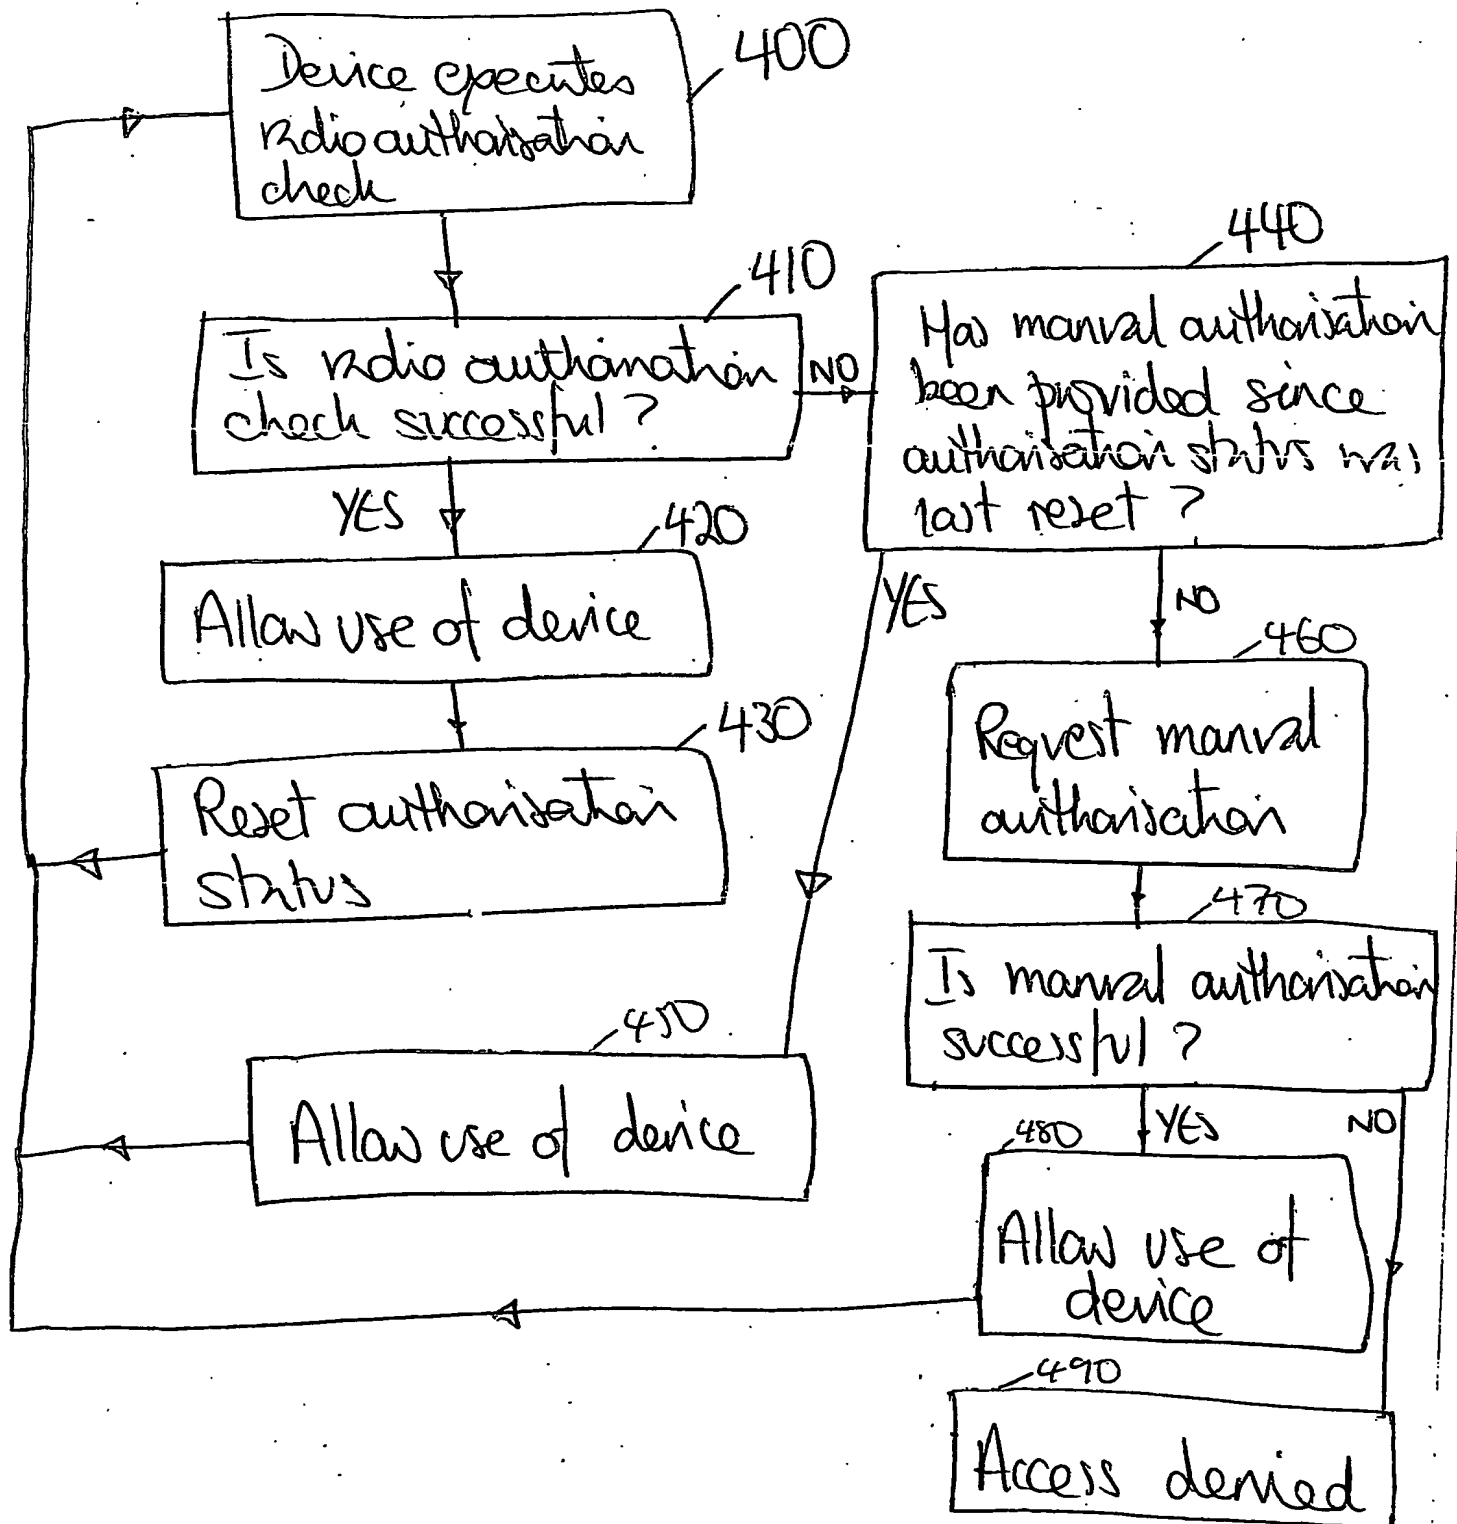 400
Device executes
radio authorisation
check
410
Is radio authorisation
check successful?
NO
YES
420
Allow use of device
430
Reset authorisation
status
440
Has manual authorisation
been provided since
authorisation status was
last reset?
YES
NO
450
Allow use of device
460
Request manual
authorisation
470
Is manual authorisation
successful?
YES
NO
480
Allow use of
device
490
Access denied